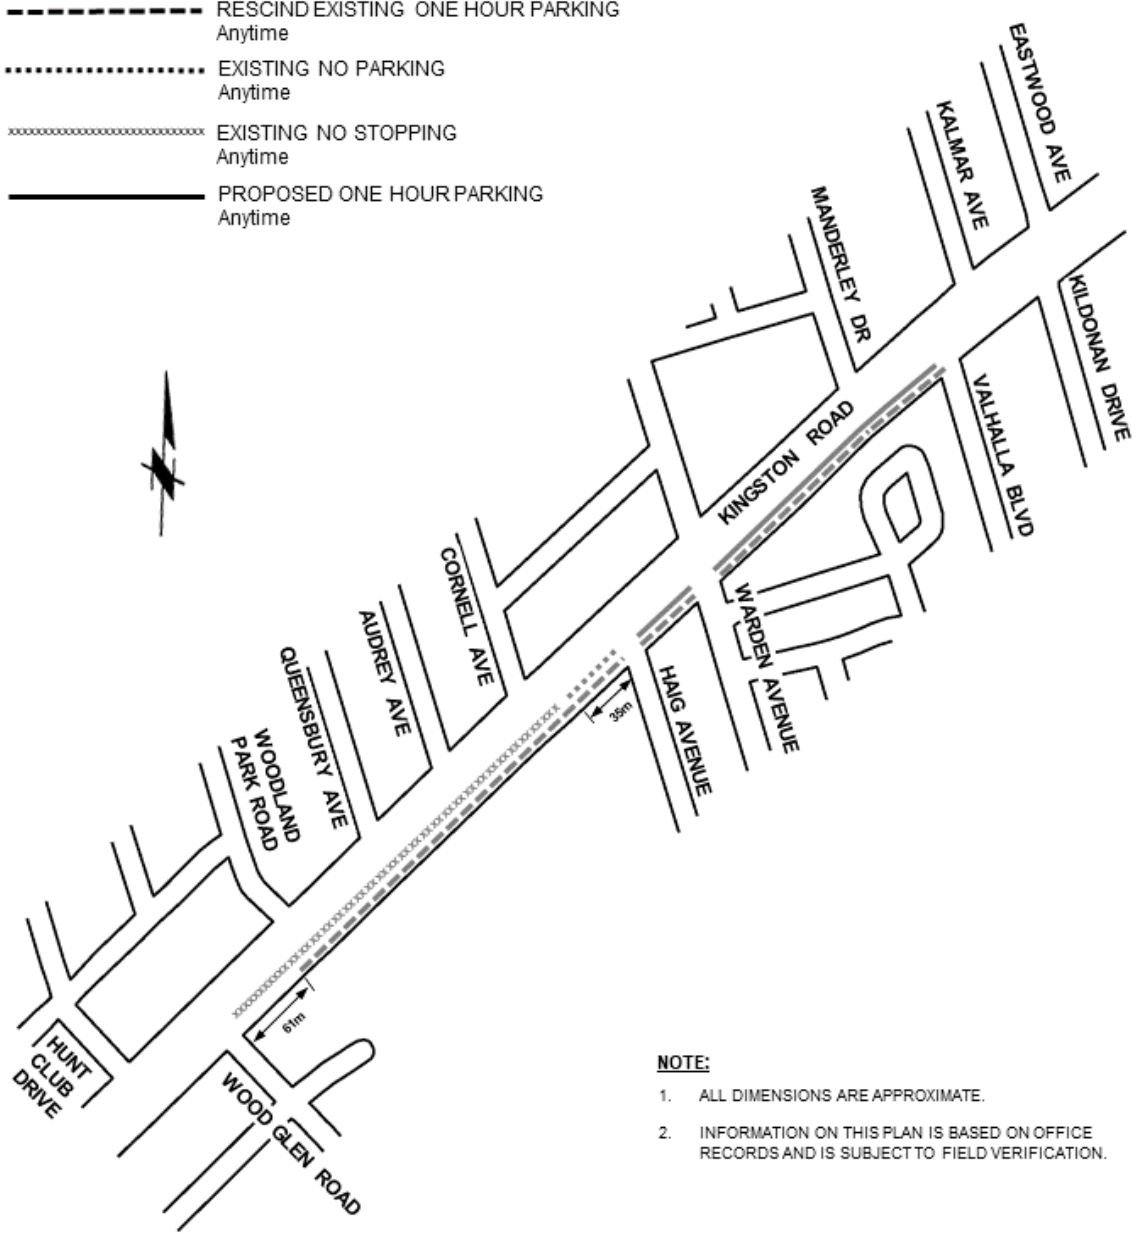 RESCIND EXISTING ONE HOUR PARKING
Anytime
EXISTING NO PARKING
Anytime
EXISTING NO STOPPING
Anytime
PROPOSED ONE HOUR PARKING
Anytime
EASTWOOD AVE
KALMAR AVE
MANDERLEY DR
KILDONAN DRIVE
VALHALLA BLVD
KINGSTON ROAD
CORNELL AVE
AUDREY AVE
QUEENSBURY AVE
WOODLAND
PARK ROAD
WARDEN AVENUE
HAIG AVENUE
35m
61m
HUNT
CLUB
DRIVE
WOOD GLEN ROAD
NOTE:
1. ALL DIMENSIONS ARE APPROXIMATE.
2. INFORMATION ON THIS PLAN IS BASED ON OFFICE
RECORDS AND IS SUBJECT TO FIELD VERIFICATION.